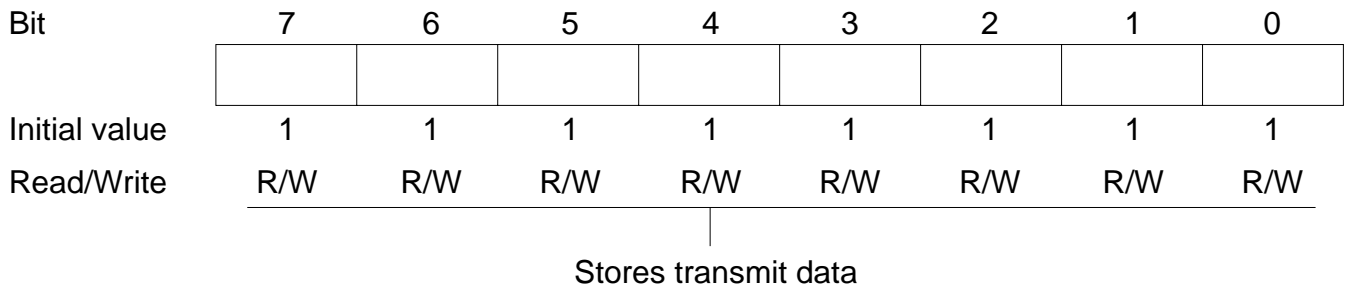 Bit 7 6 5 4 3 2 1 0
Initial value 1 1 1 1 1 1 1 1
Read/Write R/W R/W R/W R/W R/W R/W R/W R/W
Stores transmit data